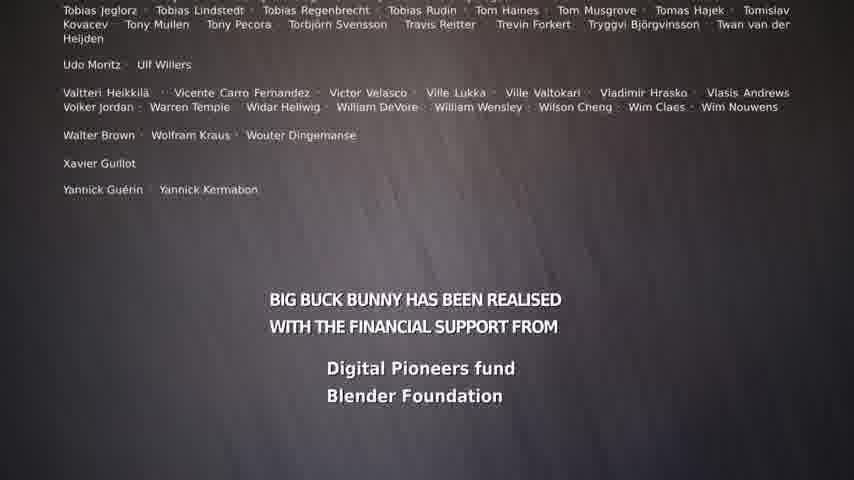 Tobias Jeglorz · Tobias Lindstedt · Tobias Regenbrecht · Tobias Rudin · Tom Haines · Tom Musgrove · Tomas Hajek · Tomislav
Kovacev · Tony Mullen · Tony Pecora · Torbjörn Svensson · Travis Reitter · Trevin Forkert · Tryggvi Björgvinsson · Twan van der
Heijden
Udo Moritz · Ulf Willers
Valtteri Heikkilä · Vicente Carro Fernandez · Victor Velasco · Ville Lukka · Ville Valtokari · Vladimir Hrasko · Vlasis Andrews
Volker Jordan · Warren Temple · Widar Hellwig · William DeVore · William Wensley · Wilson Cheng · Wim Claes · Wim Nouwens
Walter Brown · Wolfram Kraus · Wouter Dingemanse
Xavier Guillot
Yannick Guérin · Yannick Kermabon
BIG BUCK BUNNY HAS BEEN REALISED
WITH THE FINANCIAL SUPPORT FROM
Digital Pioneers fund
Blender Foundation